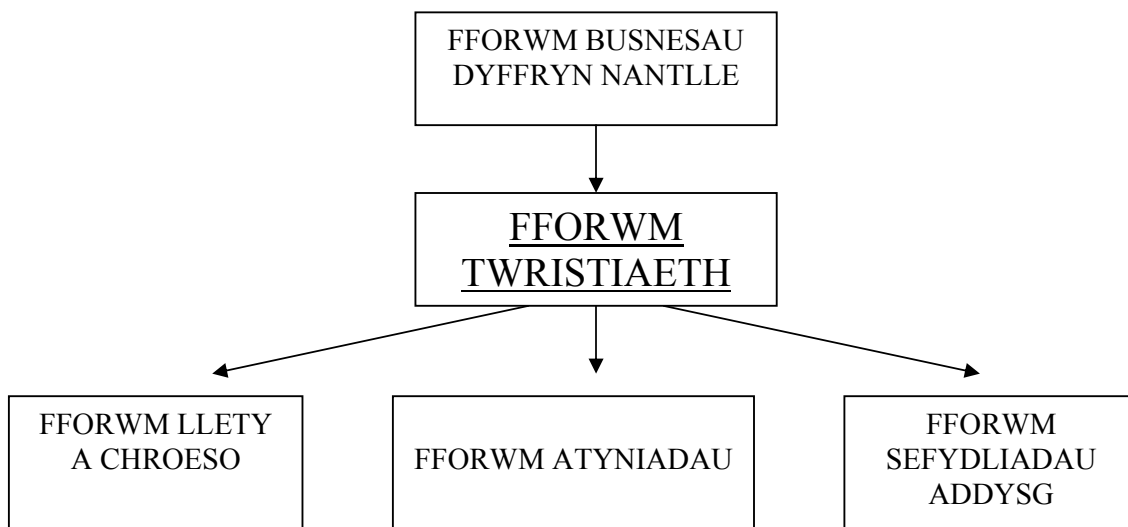 FFORWM BUSNESAU
DYFFRYN NANTLLE
FFORWM
TWRISTIAETH
FFORWM LLETY
A CHROESO
FFORWM ATYNIADAU
FFORWM
SEFYDLIADAU
ADDYSG